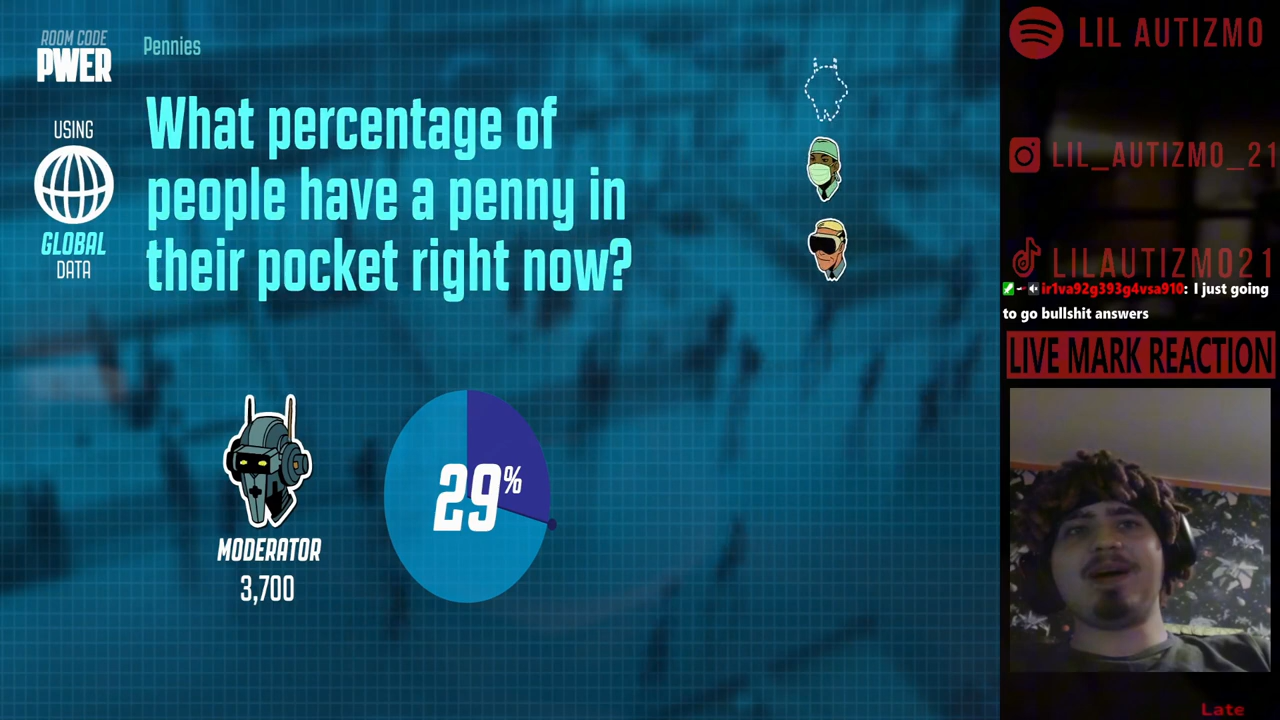 ROOM CODE
PWER
USING
GLOBAL
DATA
Pennies
What percentage of
people have a penny in
their pocket right now?
MODERATOR
3,700
29%
LIL AUTIZMO
LIL_AUTIZMO_21
LILAUTIZMO21
ir1va92g393g4vsa910: I just going
to go bullshit answers
LIVE MARK REACTION
Late